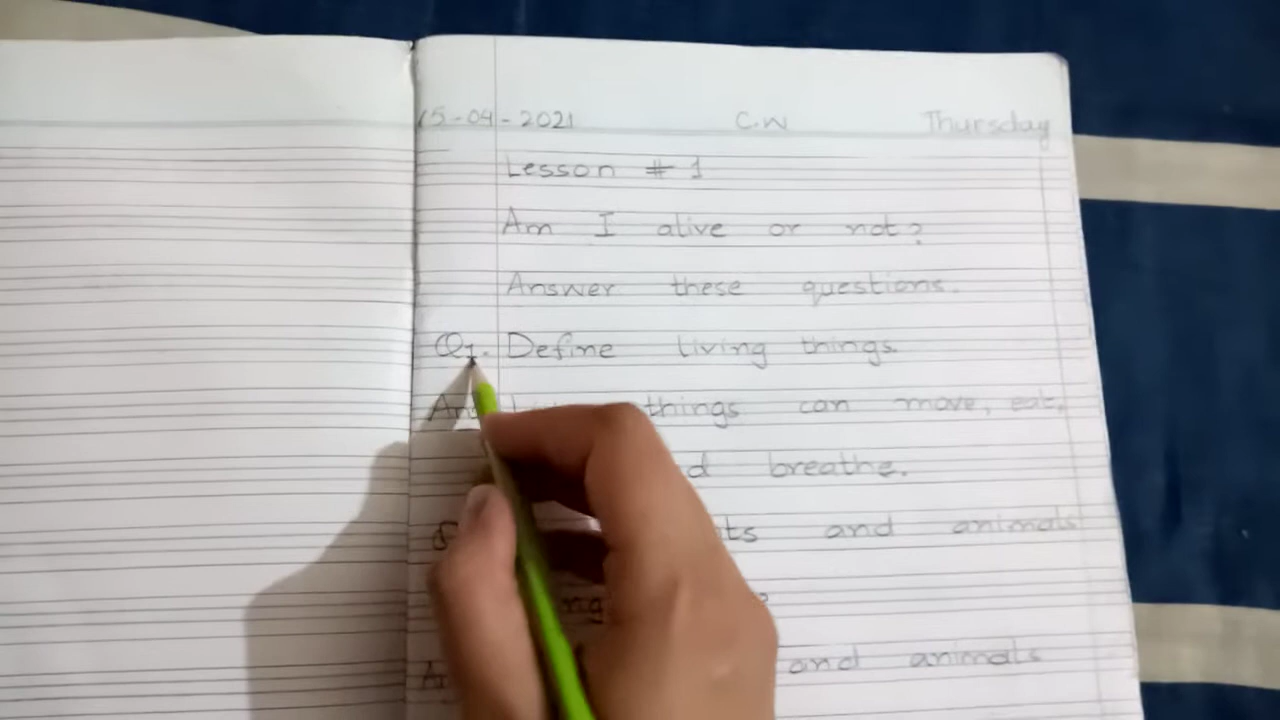 15-04-2021 C.W Thursday
Lesson # 1
Am I alive or not?
Answer these questions.
Q1. Define living things.
things can move, eat,
breathe.
and animals
?
and animals